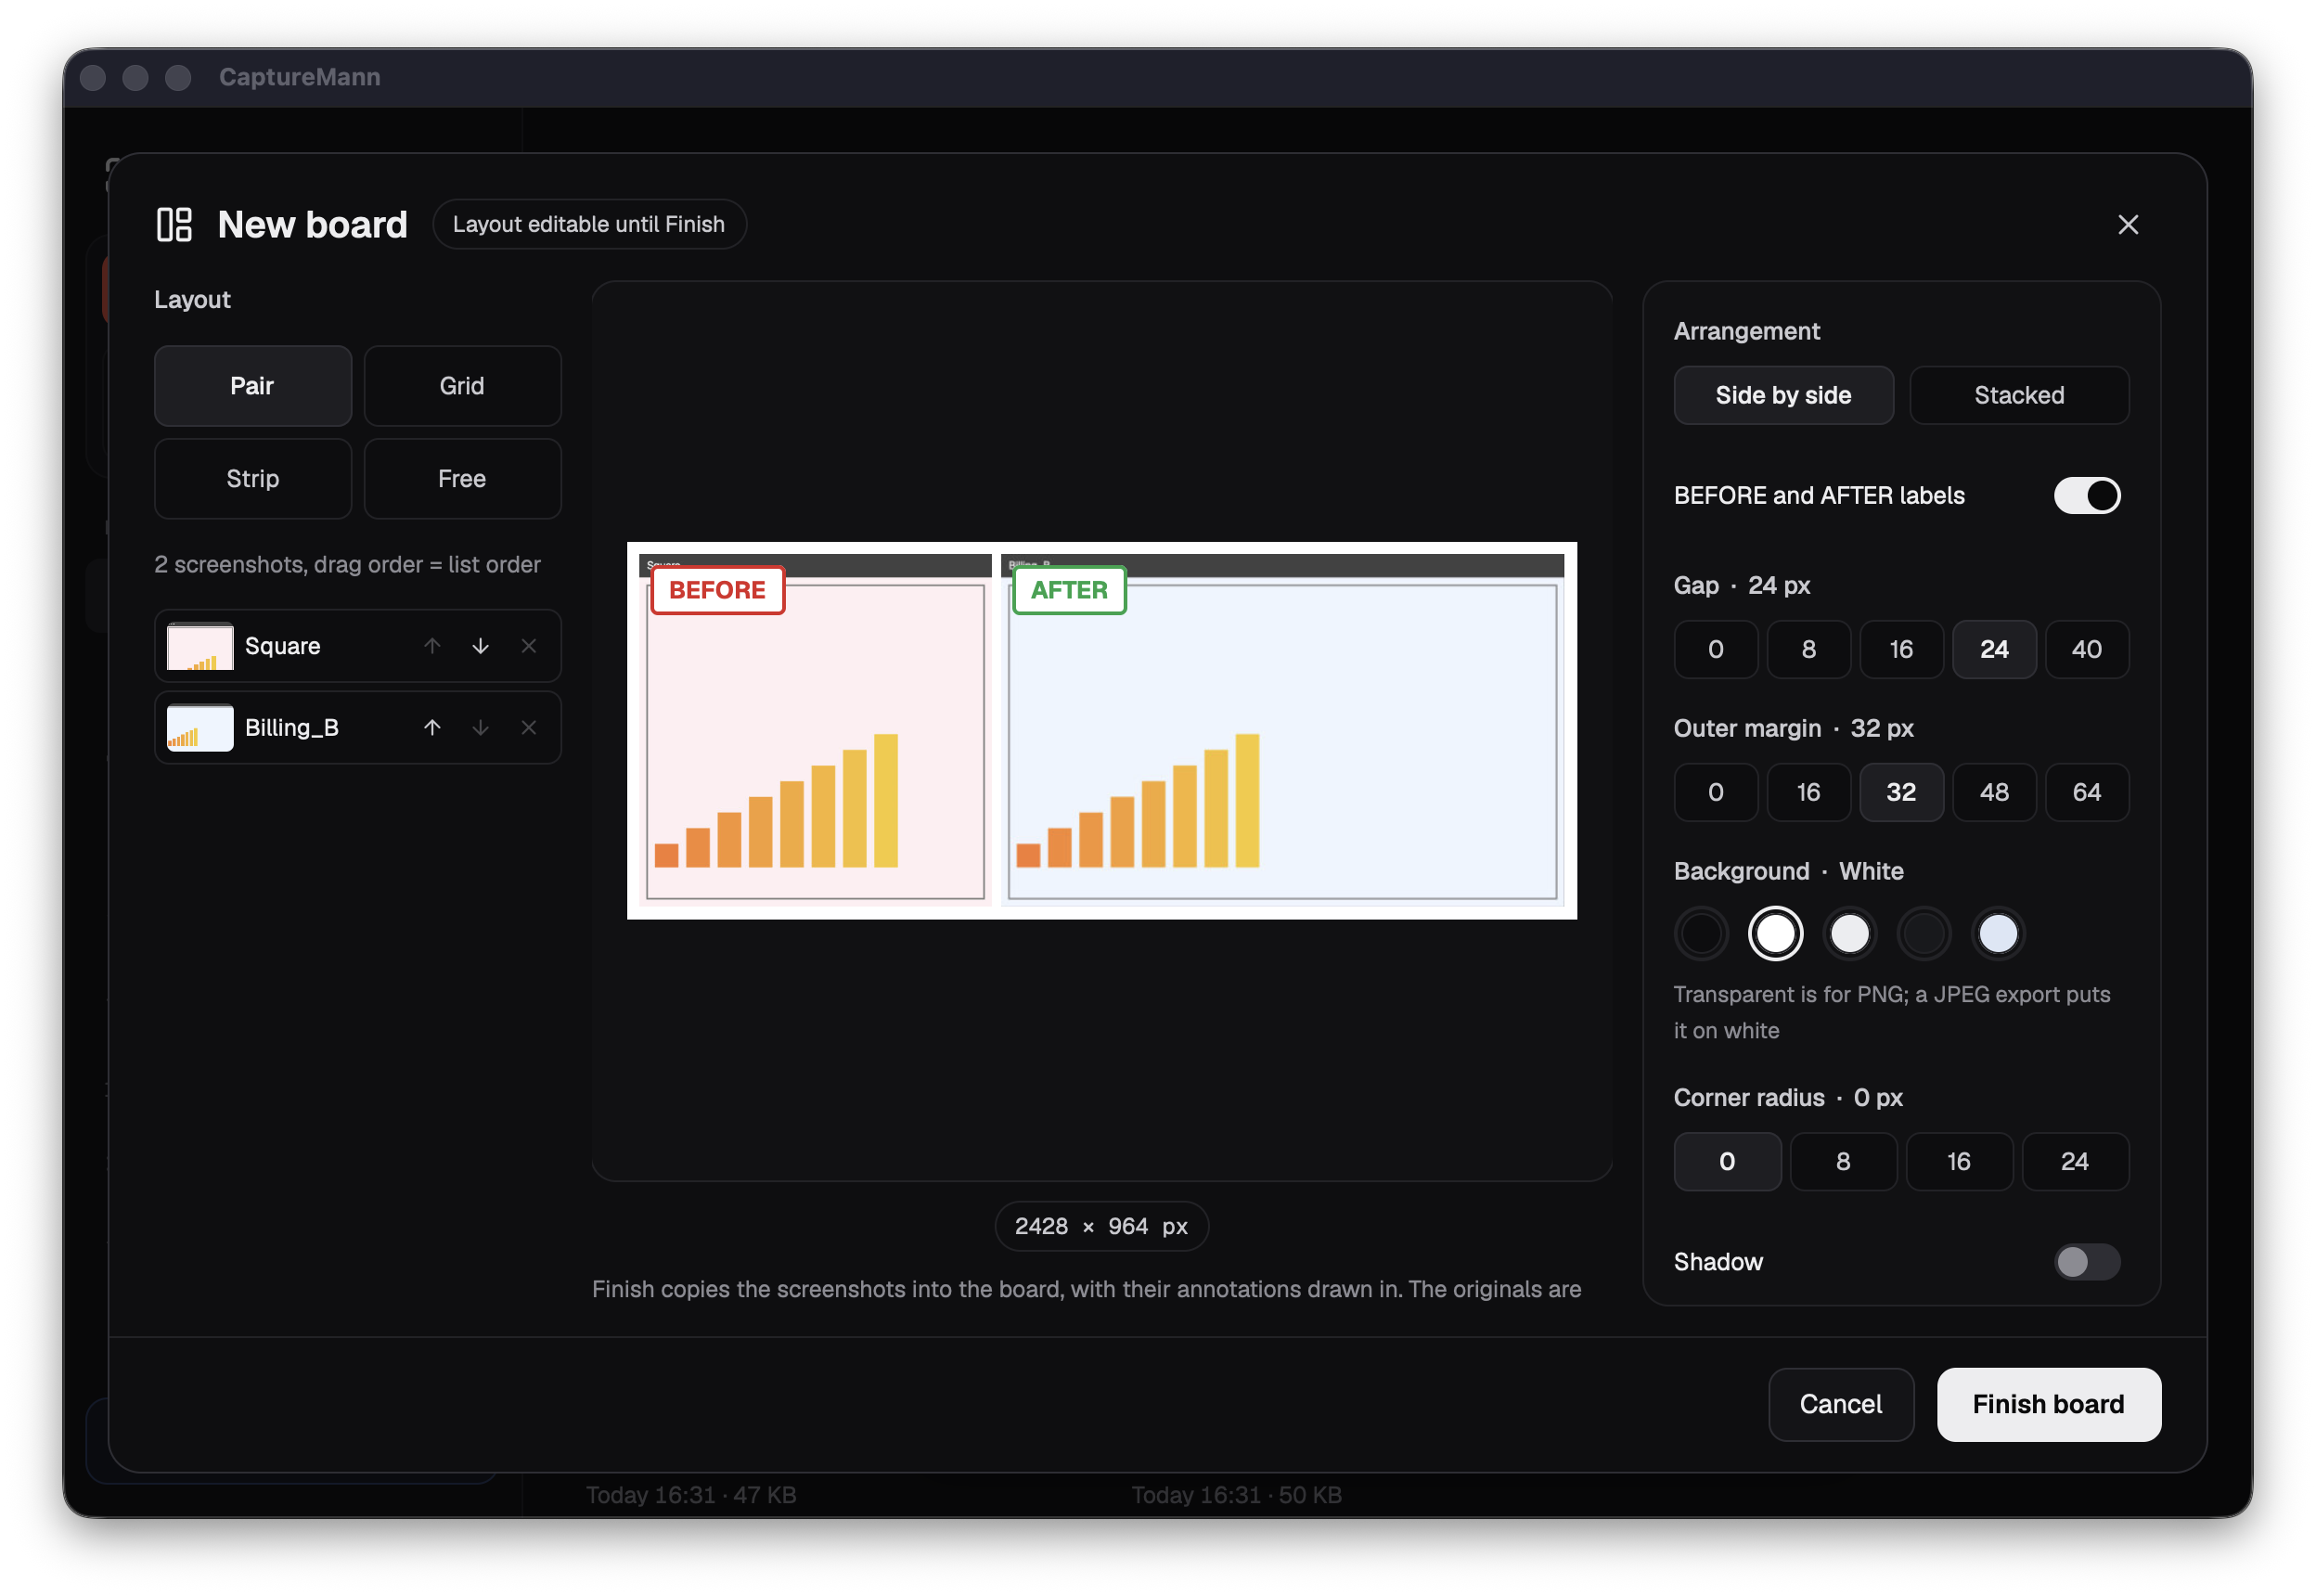 CaptureMann
New board
Layout editable until Finish
Layout
Pair
Grid
Strip
Free
2 screenshots, drag order = list order
Square
Billing_B
BEFORE
AFTER
2428 × 964 px
Finish copies the screenshots into the board, with their annotations drawn in. The originals are
Arrangement
Side by side
Stacked
BEFORE and AFTER labels
Gap · 24 px
0
8
16
24
40
Outer margin · 32 px
0
16
32
48
64
Background · White
Transparent is for PNG; a JPEG export puts
it on white
Corner radius · 0 px
0
8
16
24
Shadow
Cancel
Finish board
Today 16:31 · 47 KB
Today 16:31 · 50 KB